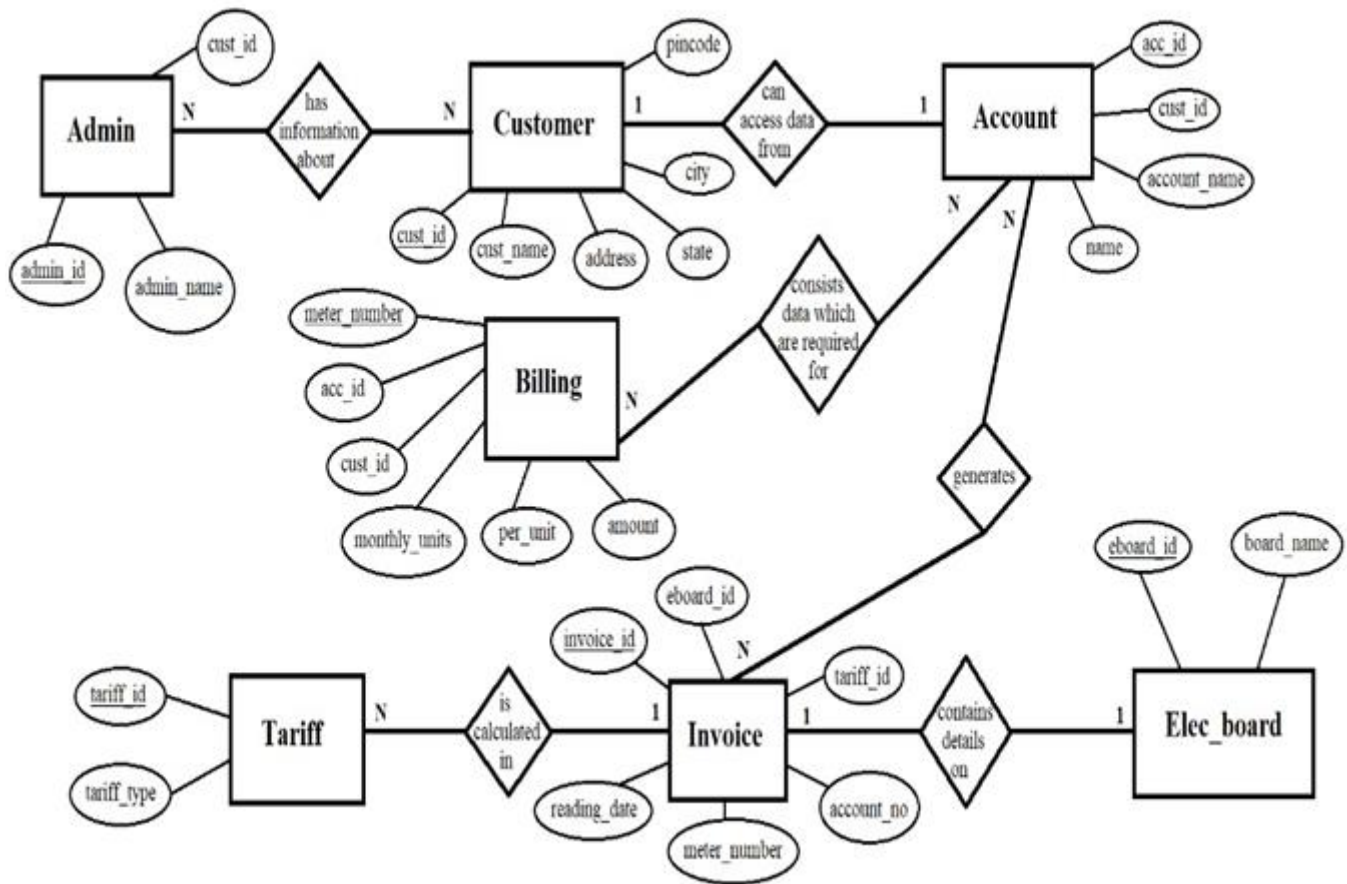 cust_id
Admin
admin_id
admin_name
N
has
information
about
N
Customer
pincode
city
state
address
cust_name
cust_id
1
can
access data
from
1
Account
acc_id
cust_id
account_name
name
N
N
consists
data which
are required
for
N
Billing
meter_number
acc_id
cust_id
monthly_units
per_unit
amount
generates
N
eboard_id
board_name
Elec_board
tariff_id
tariff_type
Tariff
N
is
calculated
in
1
Invoice
invoice_id
eboard_id
tariff_id
reading_date
meter_number
account_no
1
contains
details
on
1